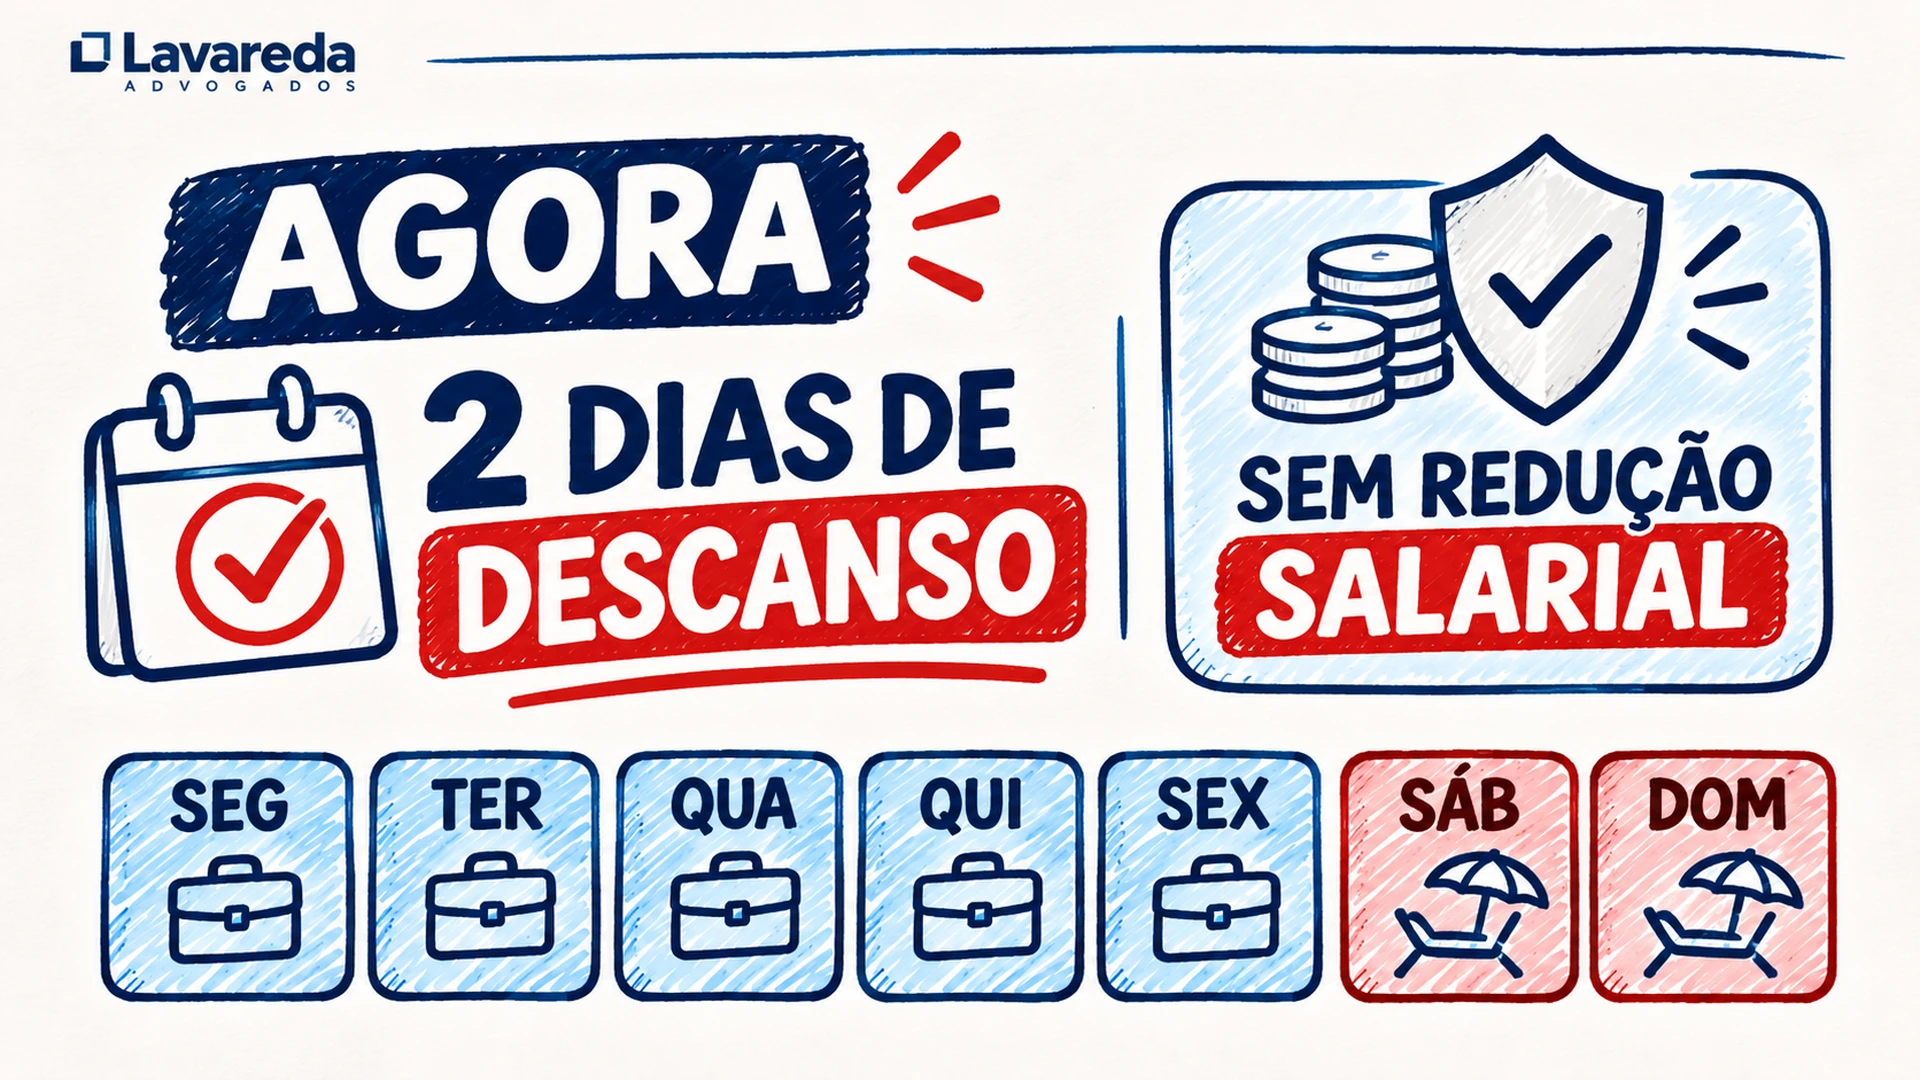 Lavareda
ADVOGADOS
AGORA
2 DIAS DE
DESCANSO
SEM REDUÇÃO
SALARIAL
SEG
TER
QUA
QUI
SEX
SÁB
DOM